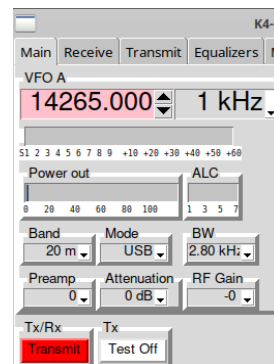 K4-
Main Receive Transmit Equalizers
VFO A
14265.000 1 kHz
S1 2 3 4 5 6 7 8 9 +10 +20 +30 +40 +50 +60
Power out ALC
0 20 40 60 80 100 1 3 5 7
Band Mode BW
20 m USB 2.80 kHz
Preamp Attenuation RF Gain
0 0 dB -0
Tx/Rx Tx
Transmit Test Off